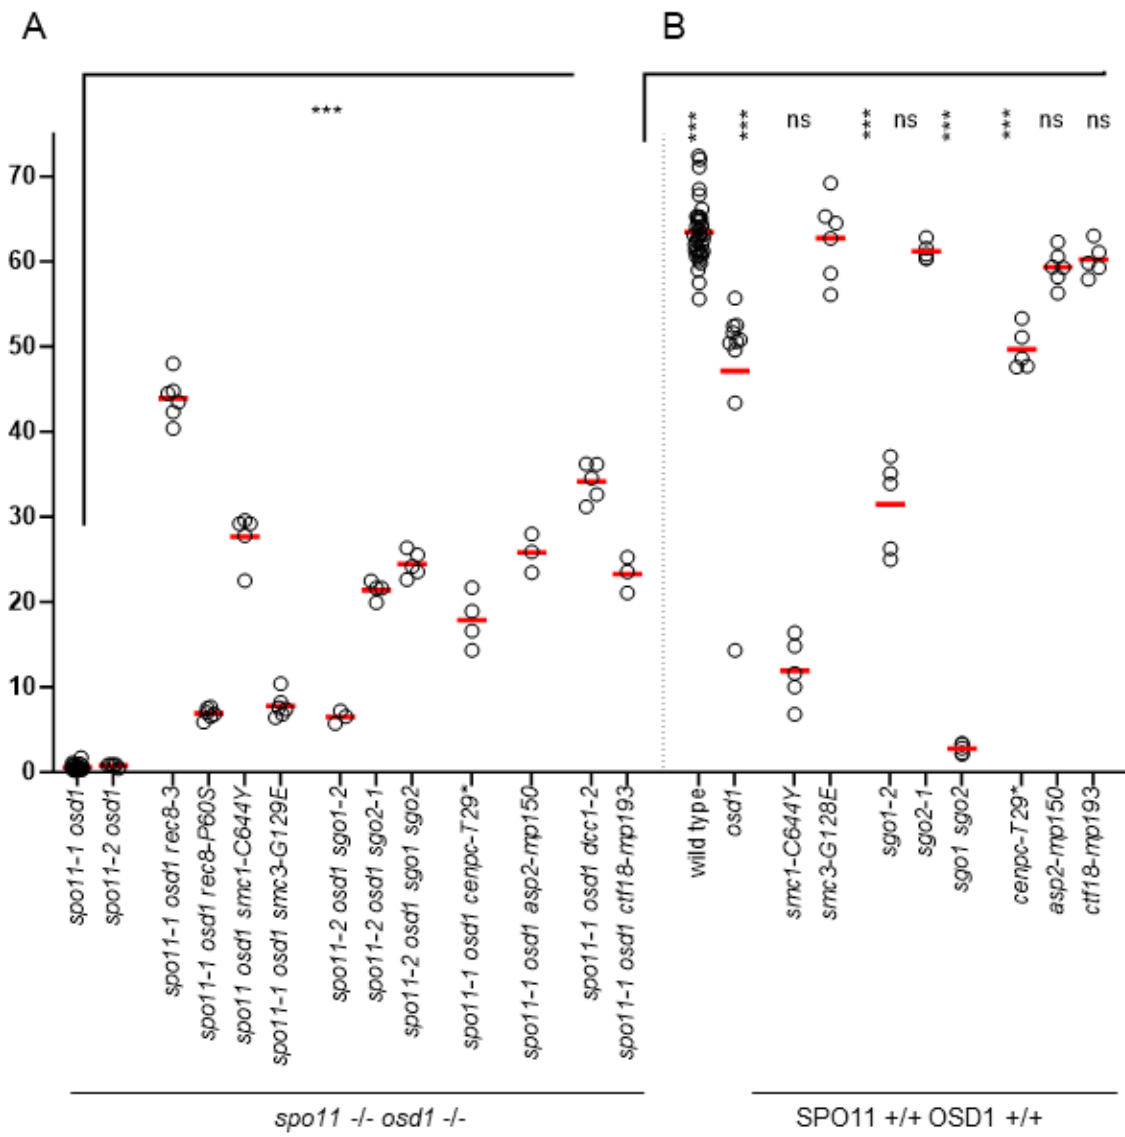 A
B
***
*** *** ns *** ns *** *** ns ns
70
60
50
40
30
20
10
0
spo11-1 osd1
spo11-2 osd1
spo11-1 osd1 rec8-3
spo11-1 osd1 rec8-P60S
spo11 osd1 smc1-C644Y
spo11-1 osd1 smc3-G129E
spo11-2 osd1 sgo1-2
spo11-2 osd1 sgo2-1
spo11-2 osd1 sgo1 sgo2
spo11-1 osd1 cenpc-T29*
spo11-1 osd1 asp2-mp150
spo11-1 osd1 dcc1-2
spo11-1 osd1 ctf18-mp193
wild type
osd1
smc1-C644Y
smc3-G128E
sgo1-2
sgo2-1
sgo1 sgo2
cenpc-T29*
asp2-mp150
ctf18-mp193
spo11 -/- osd1 -/-
SPO11 +/+ OSD1 +/+